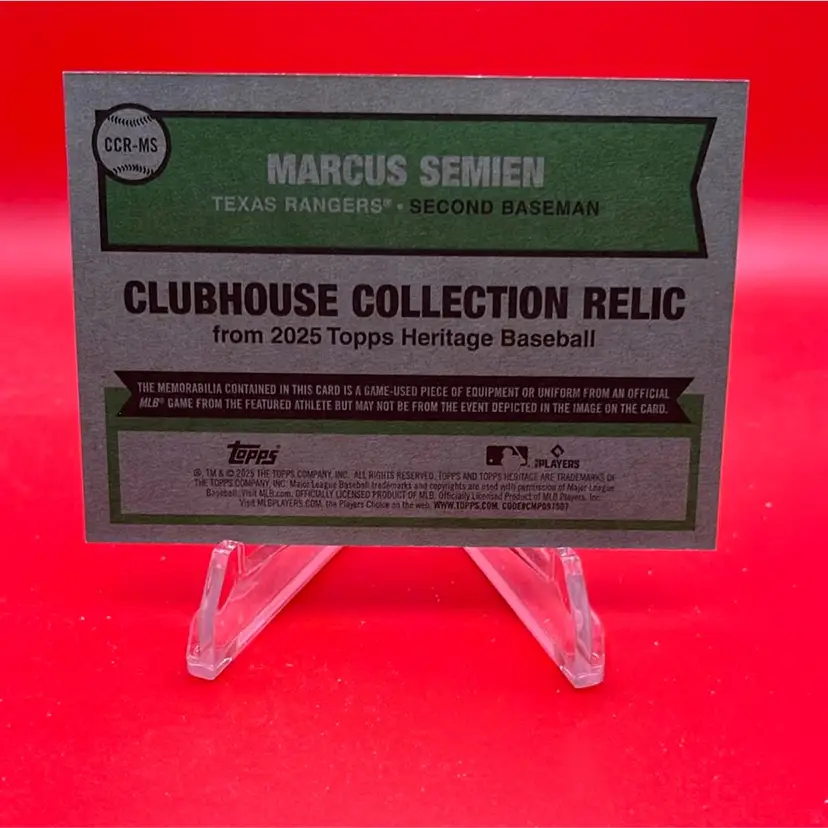 CCR-MS
MARCUS SEMIEN
TEXAS RANGERS® • SECOND BASEMAN
CLUBHOUSE COLLECTION RELIC
from 2025 Topps Heritage Baseball
THE MEMORABILIA CONTAINED IN THIS CARD IS A GAME-USED PIECE OF EQUIPMENT OR UNIFORM FROM AN OFFICIAL
MLB® GAME FROM THE FEATURED ATHLETE BUT MAY NOT BE FROM THE EVENT DEPICTED IN THE IMAGE ON THE CARD.
Topps
PLAYERS
®, TM & © 2025 THE TOPPS COMPANY, INC. ALL RIGHTS RESERVED. TOPPS AND TOPPS HERITAGE ARE TRADEMARKS OF
THE TOPPS COMPANY, INC. Major League Baseball trademarks and copyrights are used with permission of Major League
Baseball. Visit MLB.com. OFFICIALLY LICENSED PRODUCT OF MLB. Officially Licensed Product of MLB Players, Inc.
Visit MLBPLAYERS.COM, the Players Choice on the web. WWW.TOPPS.COM.